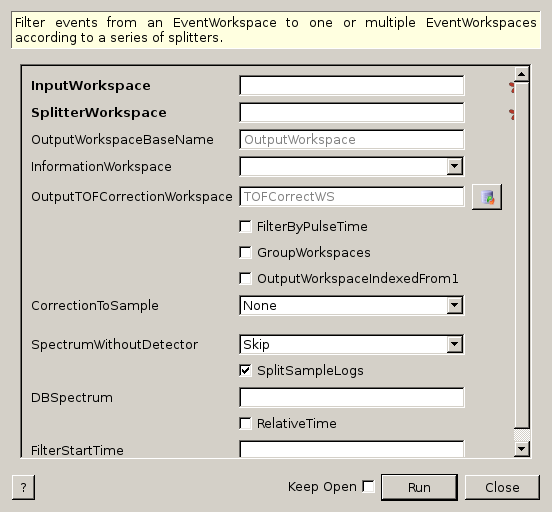 Filter events from an EventWorkspace to one or multiple EventWorkspaces
according to a series of splitters.
InputWorkspace
SplitterWorkspace
OutputWorkspaceBaseName OutputWorkspace
InformationWorkspace
OutputTOFCorrectionWorkspace TOFCorrectWS
FilterByPulseTime
GroupWorkspaces
OutputWorkspaceIndexedFrom1
CorrectionToSample None
SpectrumWithoutDetector Skip
SplitSampleLogs
DBSpectrum
RelativeTime
FilterStartTime
? Keep Open Run Close